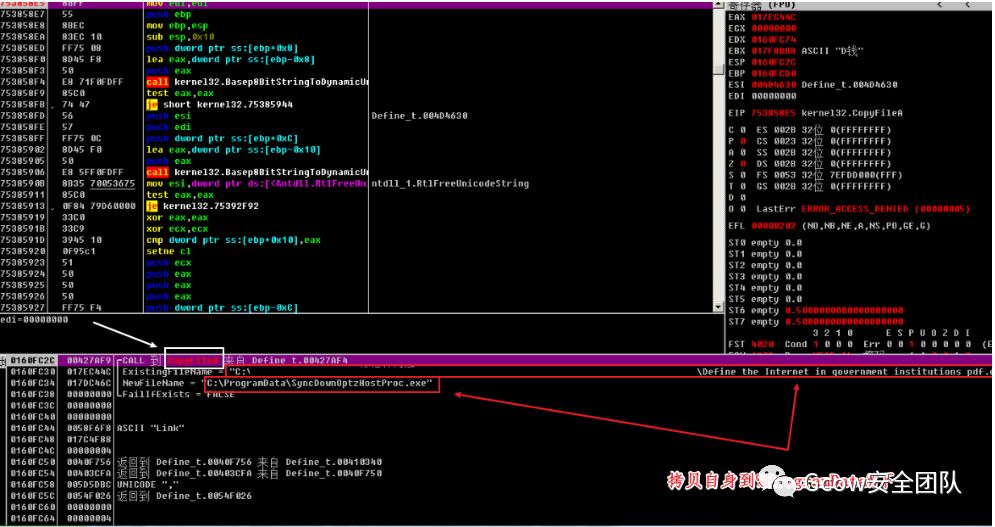 753858E5 8BFF mov edi,edi
753858E7 55 push ebp
753858E8 8BEC mov ebp,esp
753858EA 83EC 10 sub esp,0x10
753858ED FF75 08 push dword ptr ss:[ebp+0x8]
753858F0 8D45 F8 lea eax,dword ptr ss:[ebp-0x8]
753858F3 50 push eax
753858F4 E8 71F0FDFF call kernel32.Basep8BitStringToDynamicUn
753858F9 85C0 test eax,eax
753858FB 74 47 je short kernel32.75385944
753858FD 56 push esi Define_t.004D4630
753858FE 57 push edi
753858FF FF75 0C push dword ptr ss:[ebp+0xC]
75385902 8D45 F0 lea eax,dword ptr ss:[ebp-0x10]
75385905 50 push eax
75385906 E8 5FF0FDFF call kernel32.Basep8BitStringToDynamicUn
7538590B 8B35 70053675 mov esi,dword ptr ds:[<&ntdll.RtlFreeUni ntdll_1.RtlFreeUnicodeString
75385911 85C0 test eax,eax
75385913 0F84 79D60000 je kernel32.75392F92
75385919 33C0 xor eax,eax
7538591B 33C9 xor ecx,ecx
7538591D 3945 10 cmp dword ptr ss:[ebp+0x10],eax
75385920 0F95C1 setne cl
75385923 51 push ecx
75385924 50 push eax
75385925 50 push eax
75385926 50 push eax
75385927 FF75 F4 push dword ptr ss:[ebp-0xC]
edi=00000000
寄存器 (FPU) < <
EAX 017EC44C
ECX 00000000
EDX 0160FC74
EBX 017F0DB8 ASCII "D钱"
ESP 0160FC2C
EBP 0160FCD0
ESI 004D4630 Define_t.004D4630
EDI 00000000
EIP 753858E5 kernel32.CopyFileA
C 0 ES 002B 32位 0(FFFFFFFF)
P 0 CS 0023 32位 0(FFFFFFFF)
A 0 SS 002B 32位 0(FFFFFFFF)
Z 0 DS 002B 32位 0(FFFFFFFF)
S 0 FS 0053 32位 7EFDD000(FFF)
T 0 GS 002B 32位 0(FFFFFFFF)
D 0
O 0 LastErr ERROR_ACCESS_DENIED (00000005)
EFL 00000202 (NO,NB,NE,A,NS,PO,GE,G)
ST0 empty 0.0
ST1 empty 0.0
ST2 empty 0.0
ST3 empty 0.0
ST4 empty 0.0
ST5 empty 0.0
ST6 empty 0.5000000000000000000
ST7 empty 0.5000000000000000000
3 2 1 0 E S P U O Z D I
FST 4020 Cond 1 0 0 0 Err 0 0 1 0 0 0 0 0 (E
0160FC2C 00427AF9 CALL 到 CopyFileA 来自 Define_t.00427AF4
0160FC30 017EC44C ExistingFileName = "C:\ \Define the Internet in government institutions pdf.e
0160FC34 017DC46C NewFileName = "C:\ProgramData\SyncDownOptzHostProc.exe"
0160FC38 00000000 FailIfExists = FALSE
0160FC3C 00000000
0160FC40 00000000
0160FC44 0058F6F8 ASCII "Link"
0160FC48 017C4F88
0160FC4C 00000004
0160FC50 0040F756 返回到 Define_t.0040F756 来自 Define_t.00410340
0160FC54 00403CFA 返回到 Define_t.00403CFA 来自 Define_t.0040F750
0160FC58 005D5DBC UNICODE ","
0160FC5C 0054F026 返回到 Define_t.0054F026
0160FC60 00000000
0160FC64 00000004
拷贝自身到
Gcow安全团队